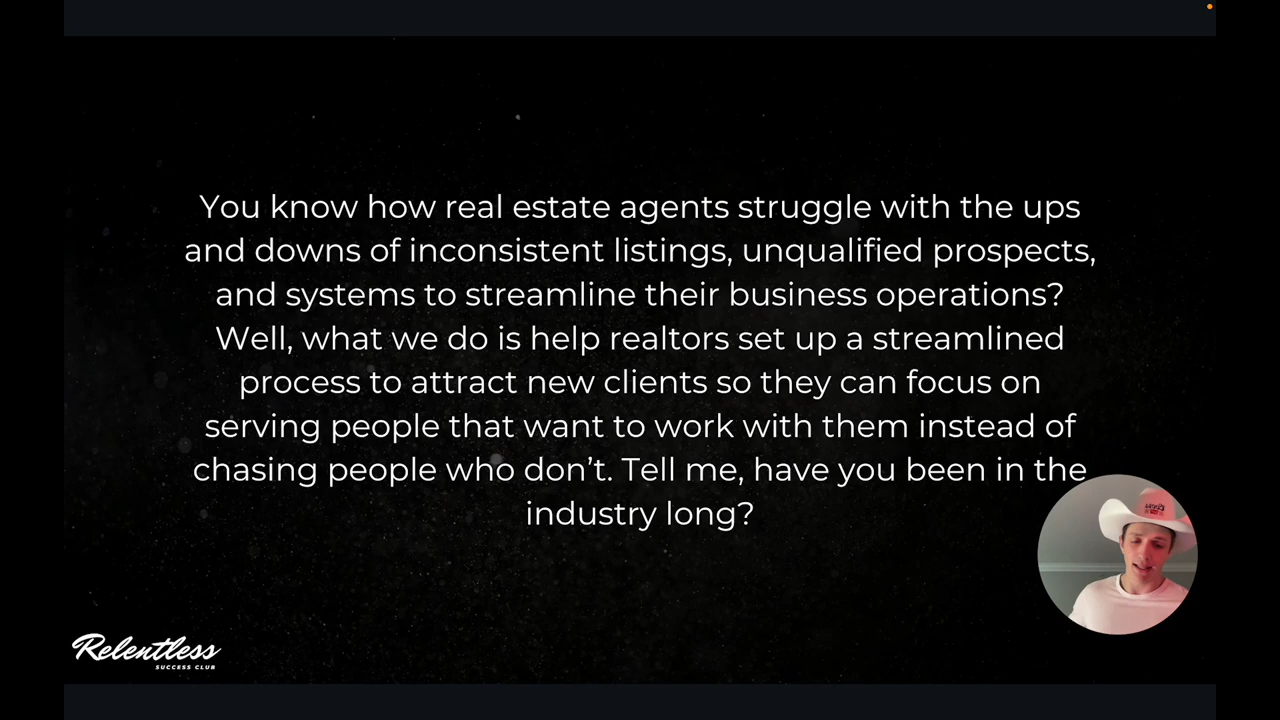 You know how real estate agents struggle with the ups
and downs of inconsistent listings, unqualified prospects,
and systems to streamline their business operations?
Well, what we do is help realtors set up a streamlined
process to attract new clients so they can focus on
serving people that want to work with them instead of
chasing people who don't. Tell me, have you been in the
industry long?
Relentless
SUCCESS CLUB